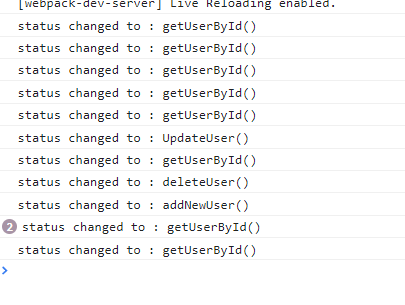 [webpack-dev-server] Live Reloading enabled.
status changed to : getUserById()
status changed to : getUserById()
status changed to : getUserById()
status changed to : getUserById()
status changed to : getUserById()
status changed to : UpdateUser()
status changed to : getUserById()
status changed to : deleteUser()
status changed to : addNewUser()
2 status changed to : getUserById()
status changed to : getUserById()
>